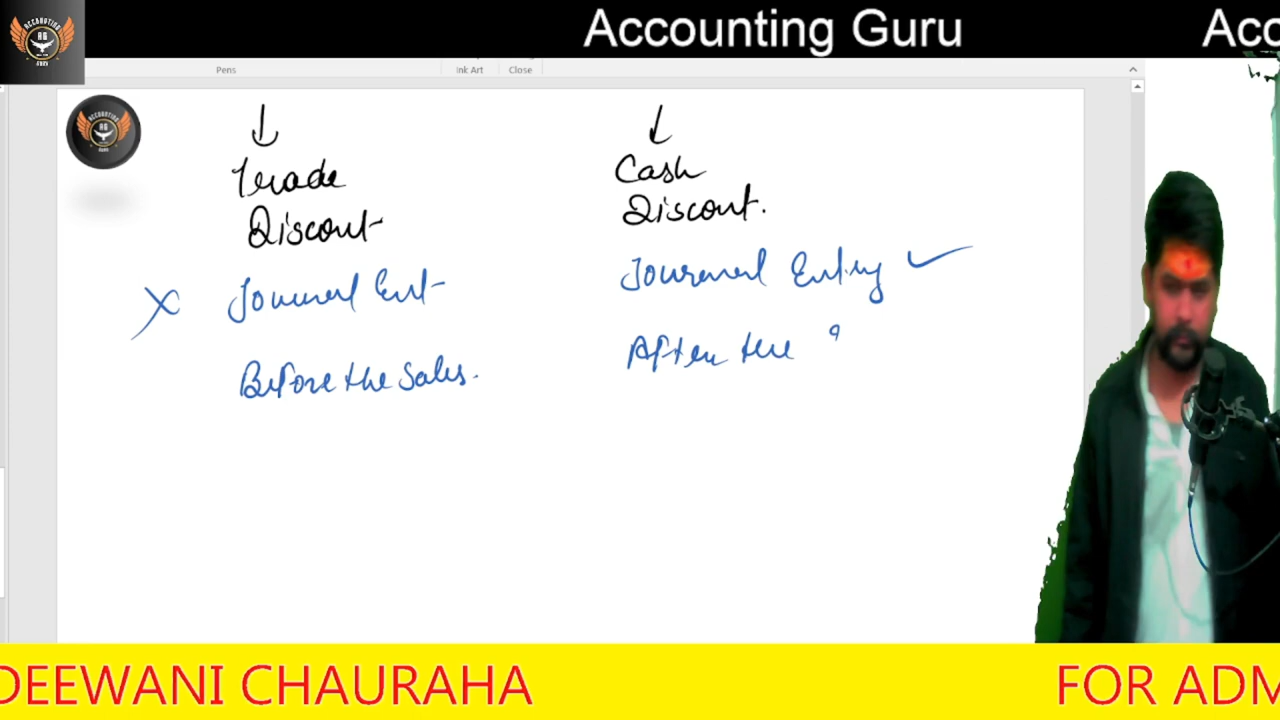 Accounting Guru
Acc
Pens
Ink Art
Close
Trade
Discount
Cash
Discount.
Journal Ent
Journal Entry
Before the Sales.
After the
DEEWANI CHAURAHA
FOR ADM